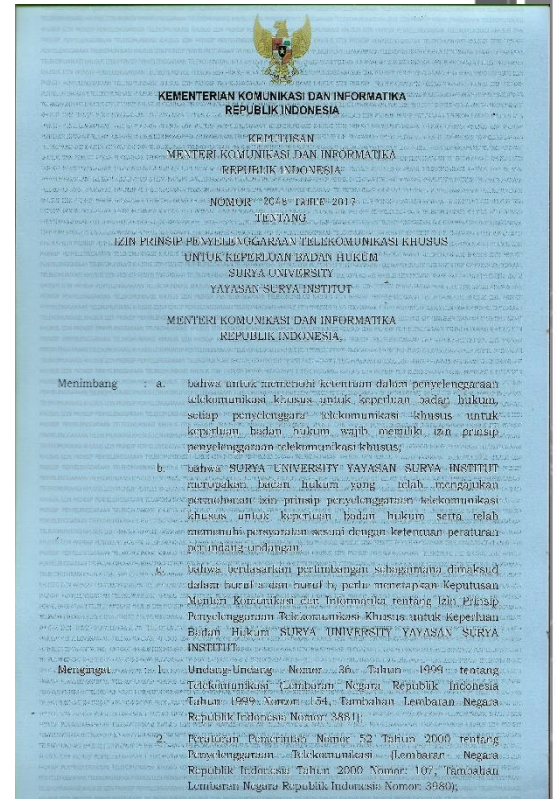 KEMENTERIAN KOMUNIKASI DAN INFORMATIKA
REPUBLIK INDONESIA
KEPUTUSAN
MENTERI KOMUNIKASI DAN INFORMATIKA
REPUBLIK INDONESIA
NOMOR 2048 TAHUN 2017
TENTANG
IZIN PRINSIP PENYELENGGARAAN TELEKOMUNIKASI KHUSUS
UNTUK KEPERLUAN BADAN HUKUM
SURYA UNIVERSITY
YAYASAN SURYA INSTITUT
MENTERI KOMUNIKASI DAN INFORMATIKA
REPUBLIK INDONESIA,
Menimbang : a. bahwa untuk memenuhi ketentuan dalam penyelenggaraan
telekomunikasi khusus untuk keperluan badan hukum,
setiap penyelenggara telekomunikasi khusus untuk
keperluan badan hukum wajib memiliki izin prinsip
penyelenggaraan telekomunikasi khusus;
b. bahwa SURYA UNIVERSITY YAYASAN SURYA INSTITUT
merupakan badan hukum yang telah mengajukan
permohonan izin prinsip penyelenggaraan telekomunikasi
khusus untuk keperluan badan hukum serta telah
memenuhi persyaratan sesuai dengan ketentuan peraturan
perundang-undangan;
c. bahwa berdasarkan pertimbangan sebagaimana dimaksud
dalam huruf a dan huruf b, perlu menetapkan Keputusan
Menteri Komunikasi dan Informatika tentang Izin Prinsip
Penyelenggaraan Telekomunikasi Khusus untuk Keperluan
Badan Hukum SURYA UNIVERSITY YAYASAN SURYA
INSTITUT
Mengingat : 1. Undang-Undang Nomor 36 Tahun 1999 tentang
Telekomunikasi (Lembaran Negara Republik Indonesia
Tahun 1999 Nomor 154, Tambahan Lembaran Negara
Republik Indonesia Nomor 3881);
2. Peraturan Pemerintah Nomor 52 Tahun 2000 tentang
Penyelenggaraan Telekomunikasi (Lembaran Negara
Republik Indonesia Tahun 2000 Nomor 107, Tambahan
Lembaran Negara Republik Indonesia Nomor 3980);